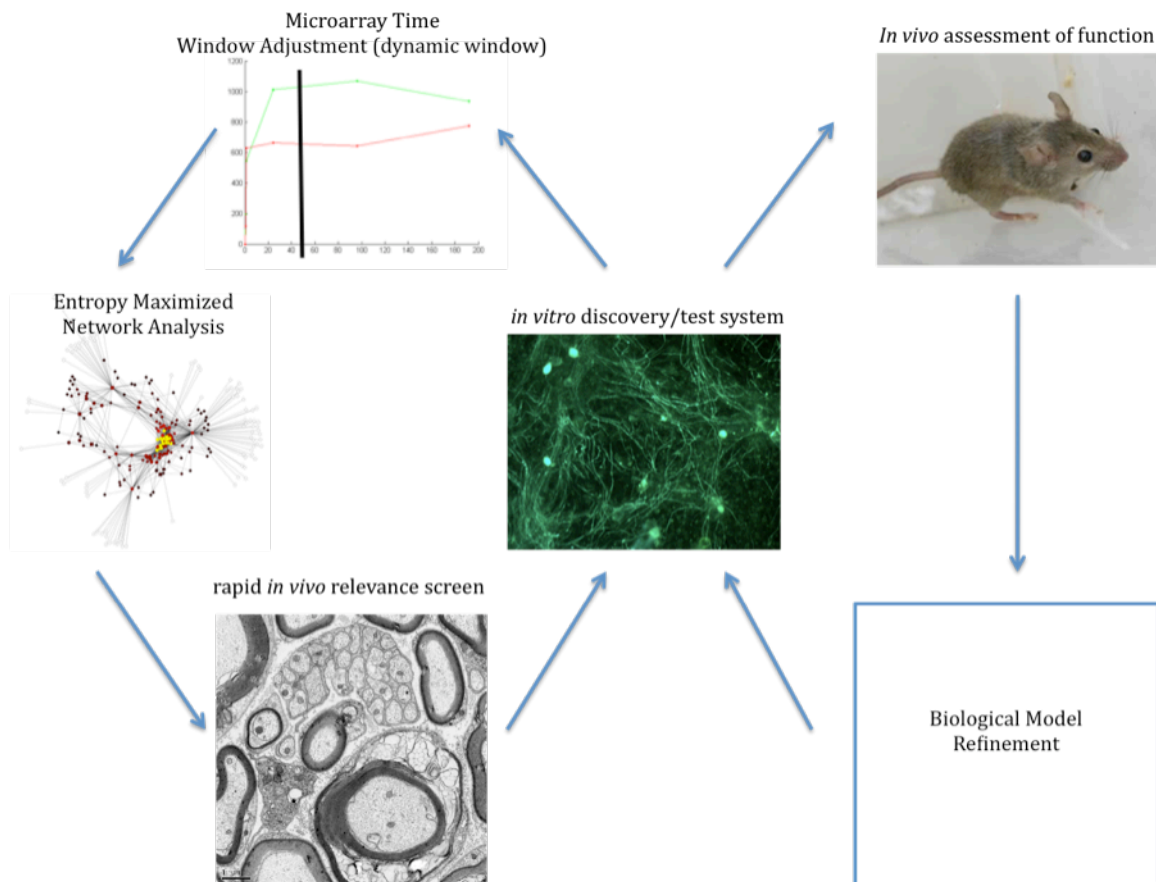 Microarray Time
Window Adjustment (dynamic window)
1200
1000
800
600
400
200
0
0 20 40 60 80 100 120 140 160 180 200
In vivo assessment of function
Entropy Maximized
Network Analysis
in vitro discovery/test system
rapid in vivo relevance screen
Biological Model
Refinement